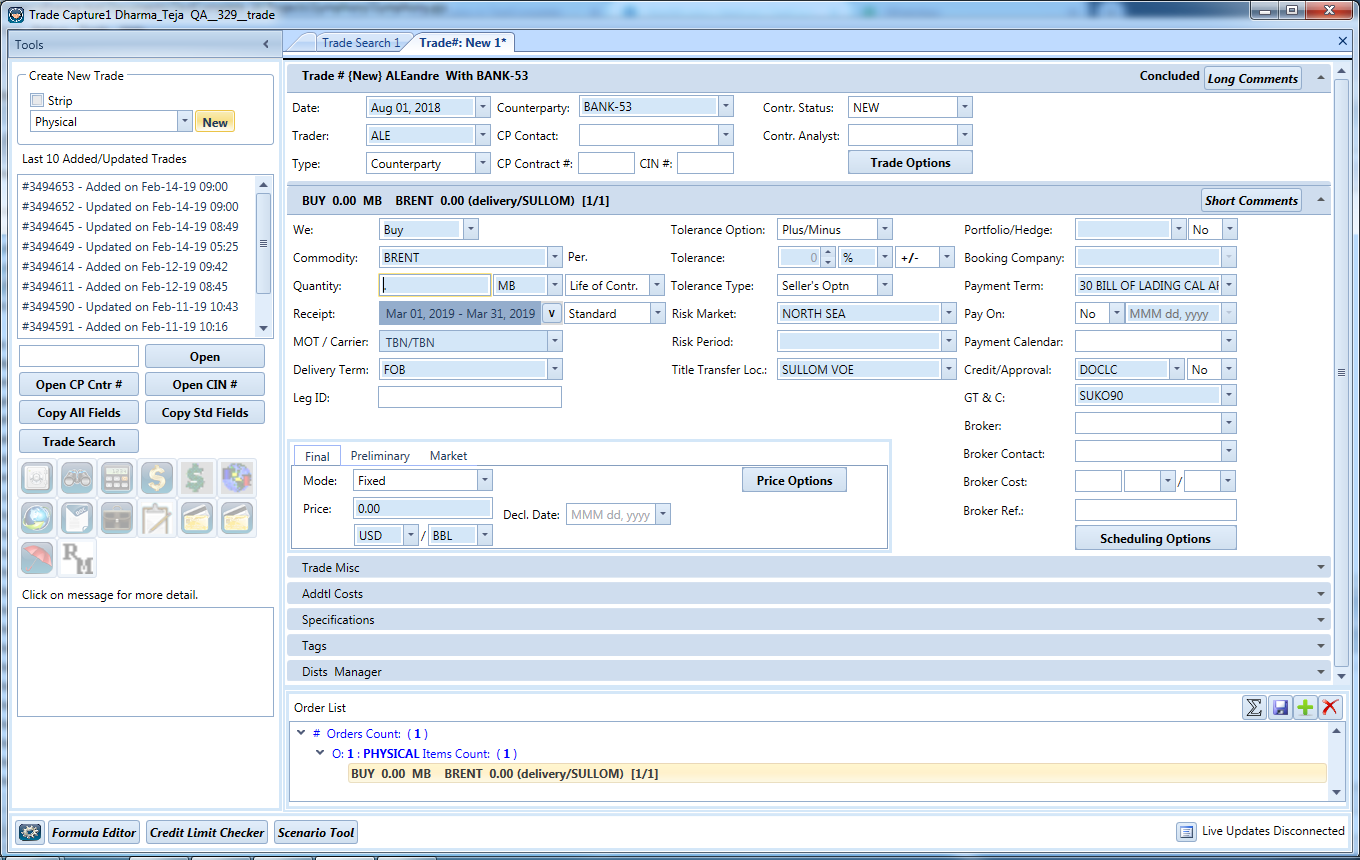 Trade Capture1 Dharma_Teja QA__329__trade
Tools
Trade Search 1
Trade#: New 1*
Create New Trade
Strip
Physical
New
Last 10 Added/Updated Trades
#3494653 - Added on Feb-14-19 09:00
#3494652 - Updated on Feb-14-19 09:00
#3494645 - Updated on Feb-14-19 08:49
#3494649 - Updated on Feb-14-19 05:25
#3494614 - Added on Feb-12-19 09:42
#3494611 - Added on Feb-12-19 08:45
#3494590 - Updated on Feb-11-19 10:43
#3494591 - Added on Feb-11-19 10:16
Open
Open CP Cntr # Open CIN #
Copy All Fields Copy Std Fields
Trade Search
RM
Click on message for more detail.
Trade # {New} ALEandre With BANK-53 Concluded Long Comments
Date: Aug 01, 2018 Counterparty: BANK-53 Contr. Status: NEW
Trader: ALE CP Contact: Contr. Analyst:
Type: Counterparty CP Contract #: CIN #: Trade Options
BUY 0.00 MB BRENT 0.00 (delivery/SULLOM) [1/1] Short Comments
We: Buy Tolerance Option: Plus/Minus Portfolio/Hedge: No
Commodity: BRENT Per. Tolerance: 0 % +/- Booking Company:
Quantity: . MB Life of Contr. Tolerance Type: Seller's Optn Payment Term: 30 BILL OF LADING CAL AF
Receipt: Mar 01, 2019 - Mar 31, 2019 v Standard Risk Market: NORTH SEA Pay On: No MMM dd, yyyy
MOT / Carrier: TBN/TBN Risk Period: Payment Calendar:
Delivery Term: FOB Title Transfer Loc.: SULLOM VOE Credit/Approval: DOCLC No
Leg ID: GT & C: SUKO90
Broker:
Broker Contact:
Broker Cost: /
Broker Ref.:
Scheduling Options
Final Preliminary Market
Mode: Fixed Price Options
Price: 0.00 Decl. Date: MMM dd, yyyy
USD / BBL
Trade Misc
Addtl Costs
Specifications
Tags
Dists Manager
Order List
# Orders Count: ( 1 )
O: 1 : PHYSICAL Items Count: ( 1 )
BUY 0.00 MB BRENT 0.00 (delivery/SULLOM) [1/1]
Formula Editor Credit Limit Checker Scenario Tool Live Updates Disconnected